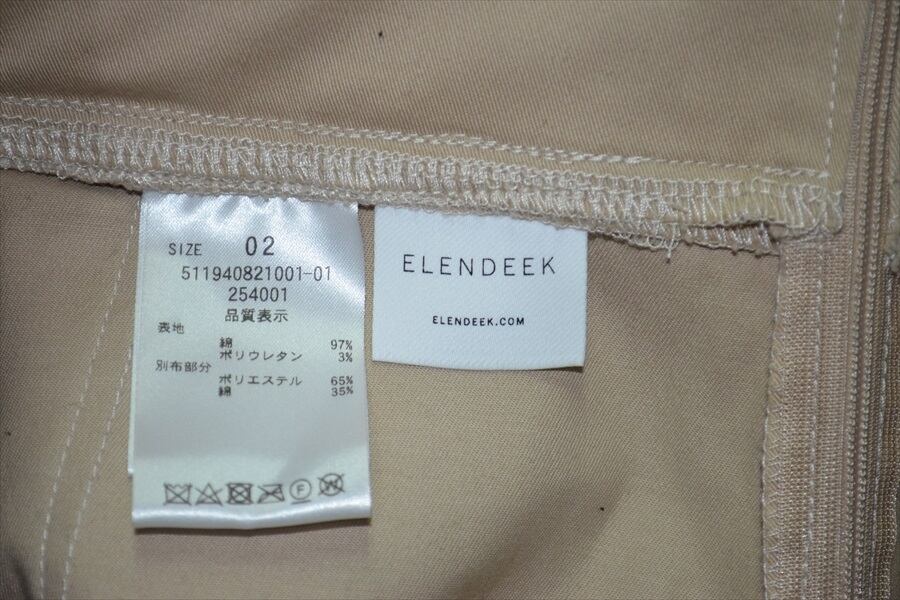 SIZE 02
511940821001-01
254001
品質表示
表地
綿 97%
ポリウレタン 3%
別布部分
ポリエステル 65%
綿 35%
F
W
ELENDEEK
ELENDEEK.COM